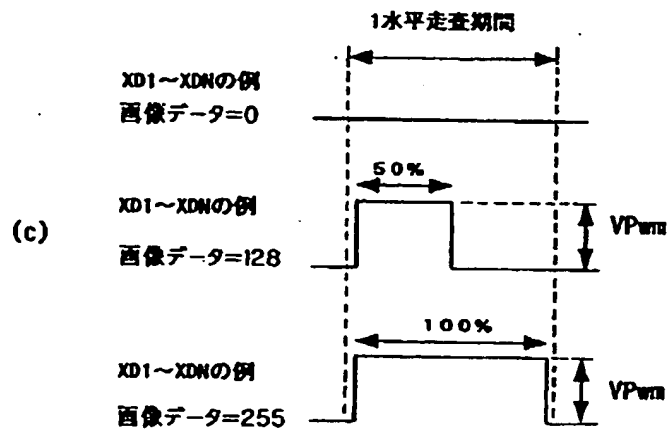 1水平走査期間
XD1～XDNの例
画像データ=0
50%
XD1～XDNの例
VPwm
(c)
画像データ=128
100%
XD1～XDNの例
VPwm
画像データ=255